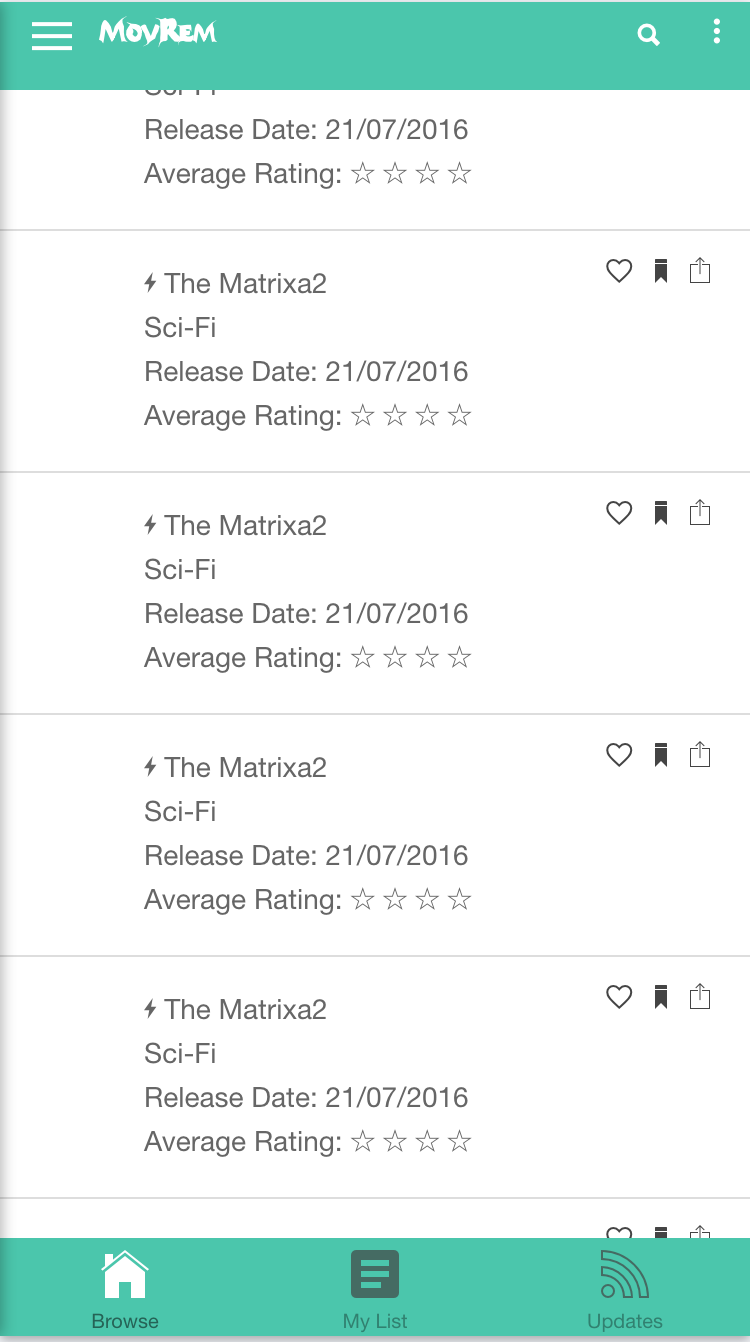 MovRem
Sci-Fi
Release Date: 21/07/2016
Average Rating: ☆ ☆ ☆ ☆
The Matrixa2
Sci-Fi
Release Date: 21/07/2016
Average Rating: ☆ ☆ ☆ ☆
The Matrixa2
Sci-Fi
Release Date: 21/07/2016
Average Rating: ☆ ☆ ☆ ☆
The Matrixa2
Sci-Fi
Release Date: 21/07/2016
Average Rating: ☆ ☆ ☆ ☆
The Matrixa2
Sci-Fi
Release Date: 21/07/2016
Average Rating: ☆ ☆ ☆ ☆
Browse My List Updates